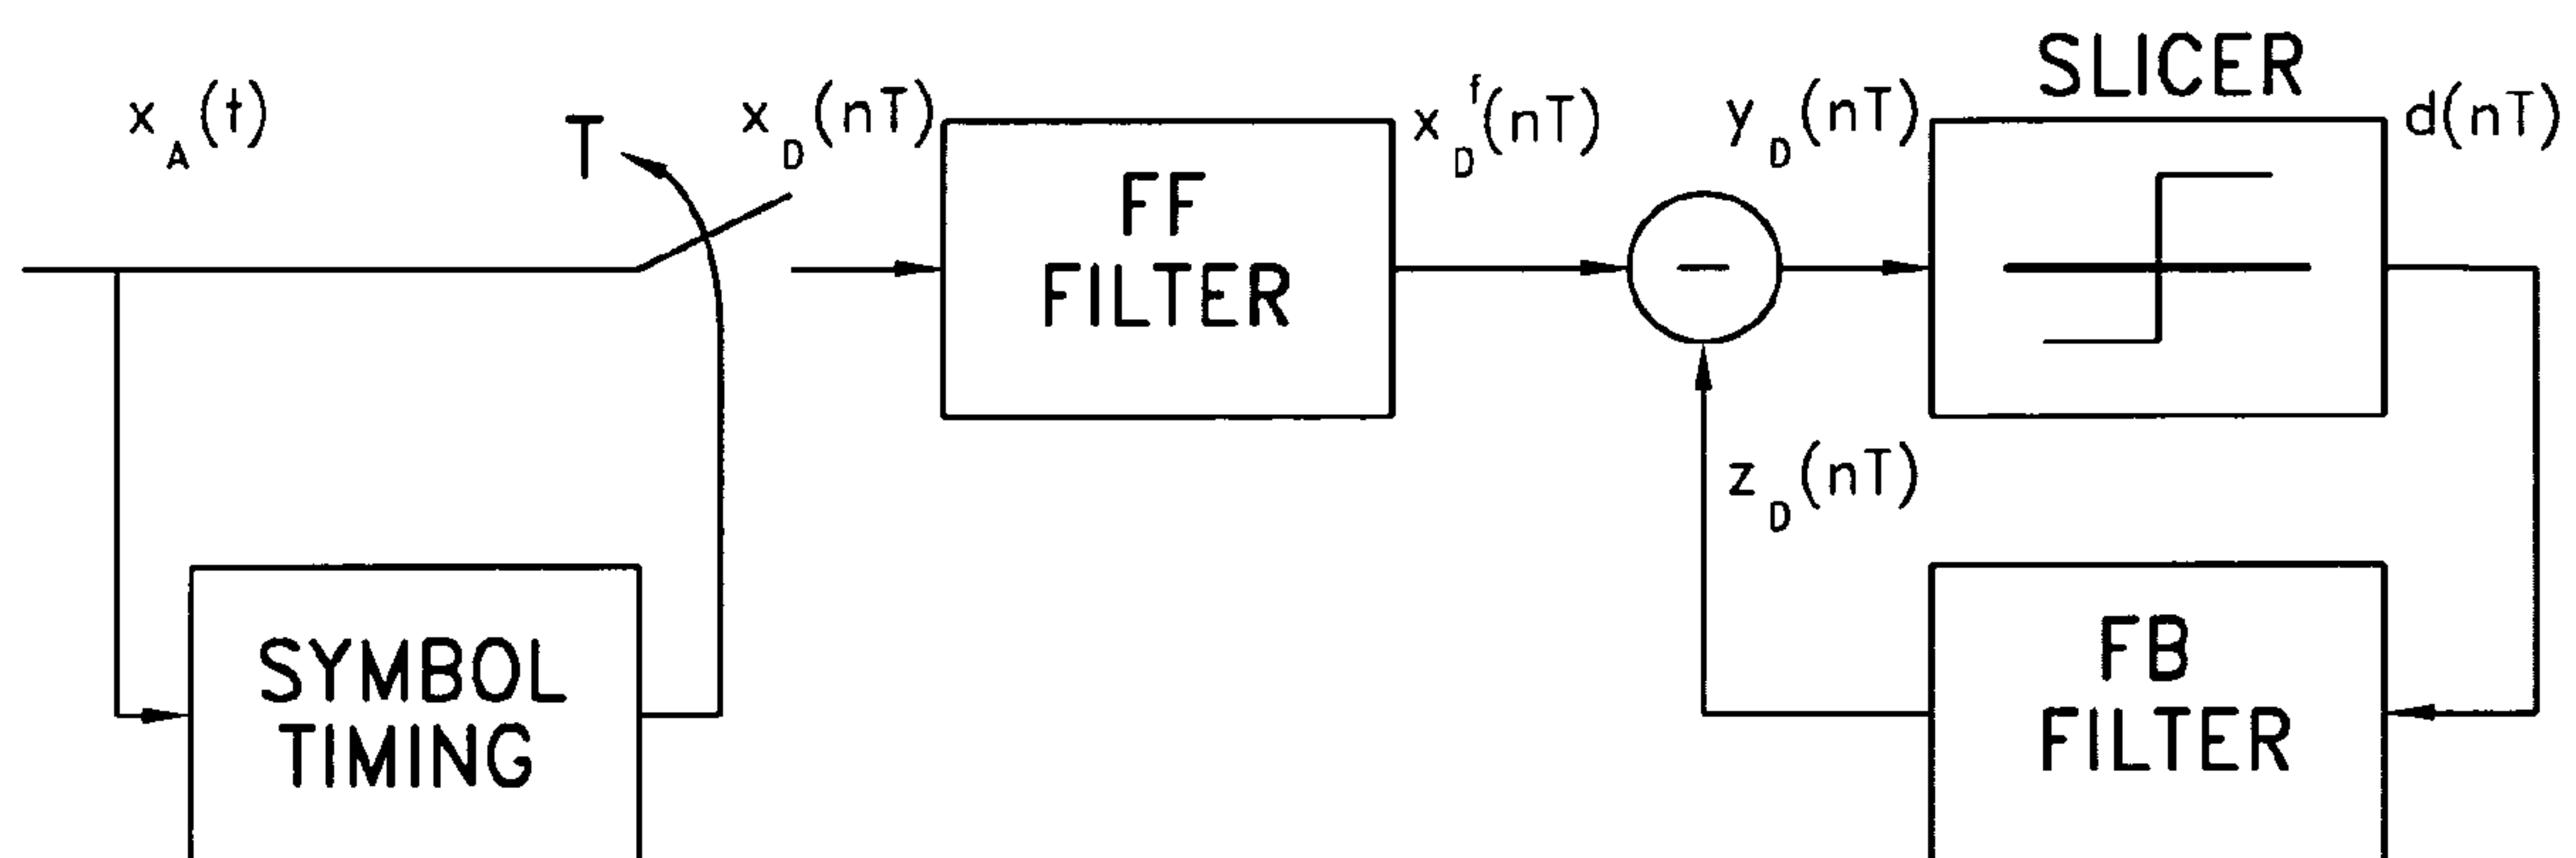 SLICER
x_A(t)
T
x_D(nT)
x_D^f(nT)
y_D(nT)
d(nT)
FF
FILTER
−
z_D(nT)
SYMBOL
TIMING
FB
FILTER